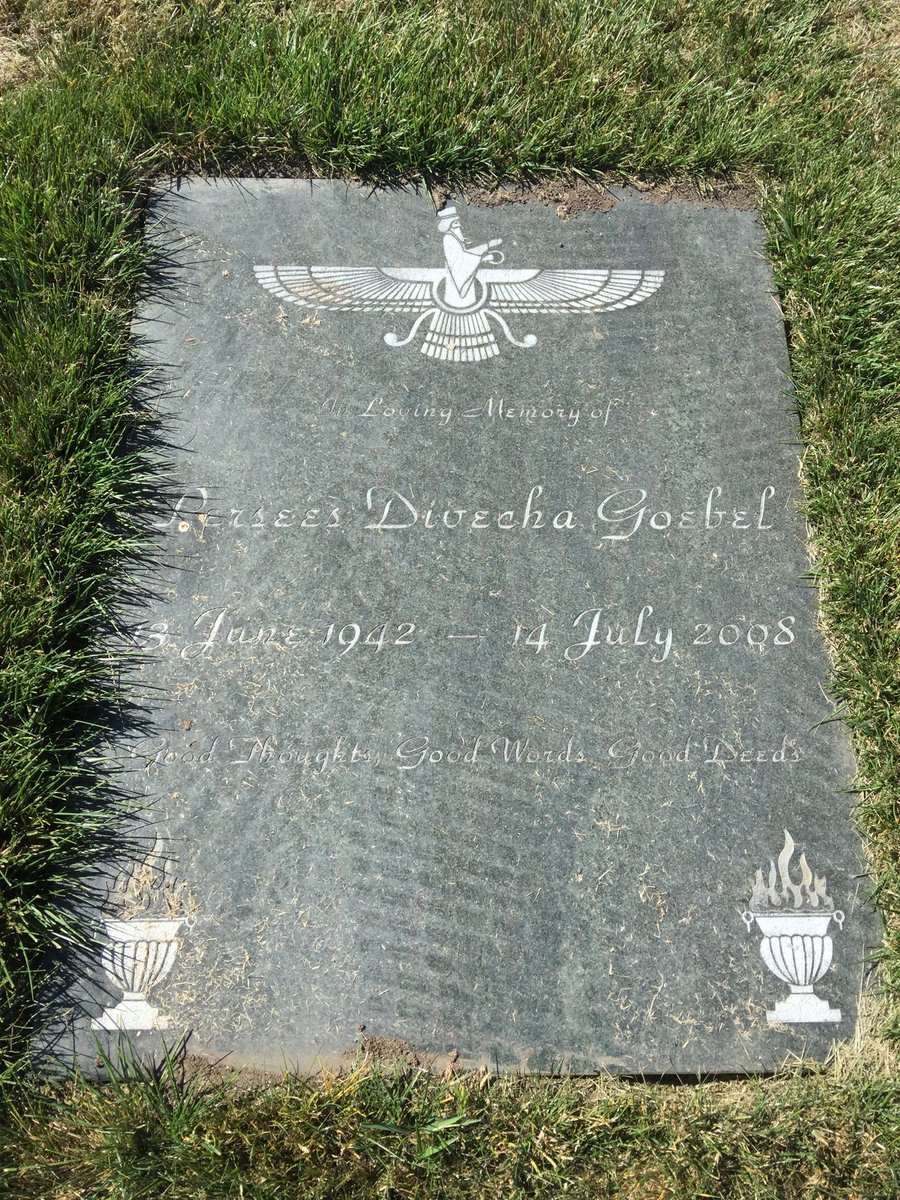 In Loving Memory of
Persees Divecha Goebel
3 June 1942 — 14 July 2008
Good Thoughts, Good Words, Good Deeds